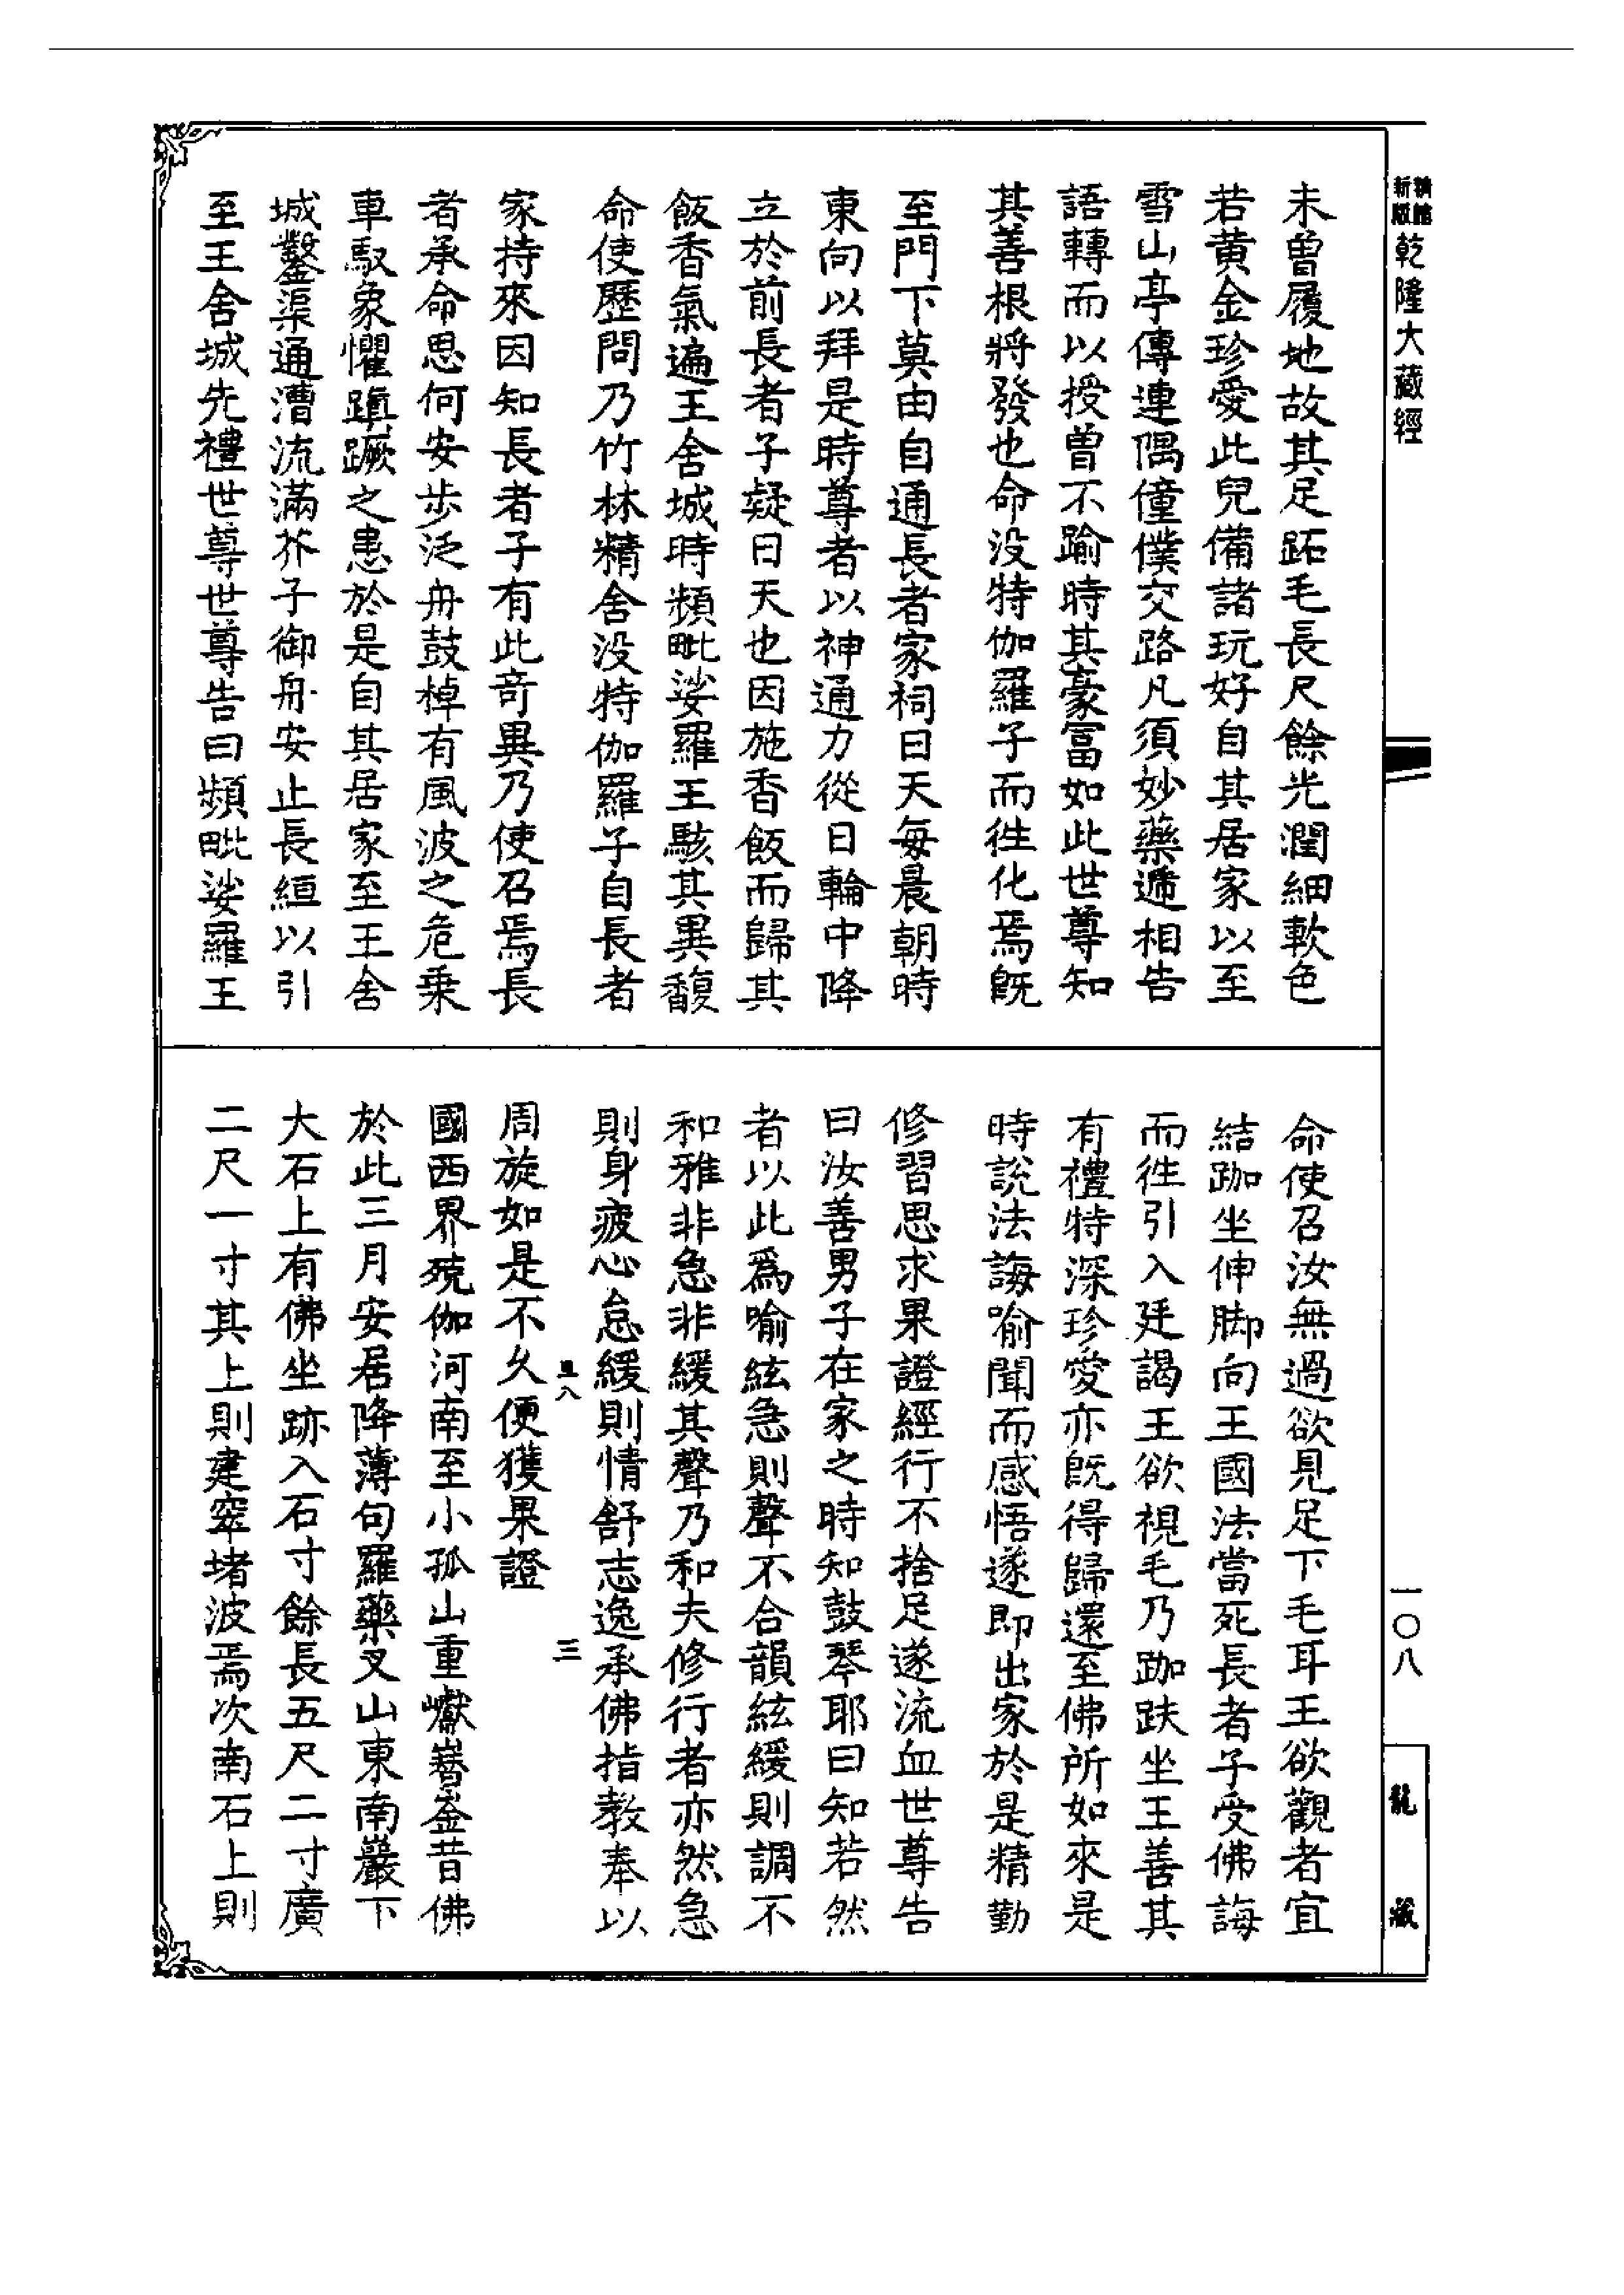 新編
新版
乾隆大藏經
一〇八
龍藏
未曾履地故其足跖毛長尺餘光潤細軟色
若黃金珍愛此兒備諸玩好自其居家以至
雪山亭傳連隅僮僕交路凡須妙藥遞相告
語轉而以授曾不踰時其豪富如此世尊知
其善根將發也命没特伽羅子而徃化焉旣
至門下莫由自通長者家祠日天每晨朝時
東向以拜是時尊者以神通力從日輪中降
立於前長者子疑日天也因施香飯而歸其
飯香氣遍王舍城時頻毗娑羅王駭其異馥
命使歷問乃竹林精舍没特伽羅子自長者
家持來因知長者子有此奇異乃使召焉長
者承命思何安步泛舟鼓棹有風波之危乗
車馭象懼躓蹶之患於是自其居家至王舍
城鑿渠通漕流滿芥子御舟安止長絙以引
至王舍城先禮世尊世尊告曰頻毗娑羅王
命使召汝無過欲見足下毛耳王欲觀者宜
結跏坐伸脚向王國法當死長者子受佛誨
而徃引入廷謁王欲視毛乃跏趺坐王善其
有禮特深珍愛亦旣得歸還至佛所如來是
時說法誨喻聞而感悟遂即出家於是精勤
修習思求果證經行不捨足遂流血世尊告
曰汝善男子在家之時知鼓琴耶曰知若然
者以此爲喻絃急則聲不合韻絃緩則調不
和雅非急非緩其聲乃和夫修行者亦然急
則身疲心怠緩則情舒志逸承佛指教奉以
八 三
周旋如是不久便獲果證
國西界殑伽河南至小孤山重巘嶜崟昔佛
於此三月安居降薄句羅藥叉山東南巖下
大石上有佛坐跡入石寸餘長五尺二寸廣
二尺一寸其上則建窣堵波焉次南石上則